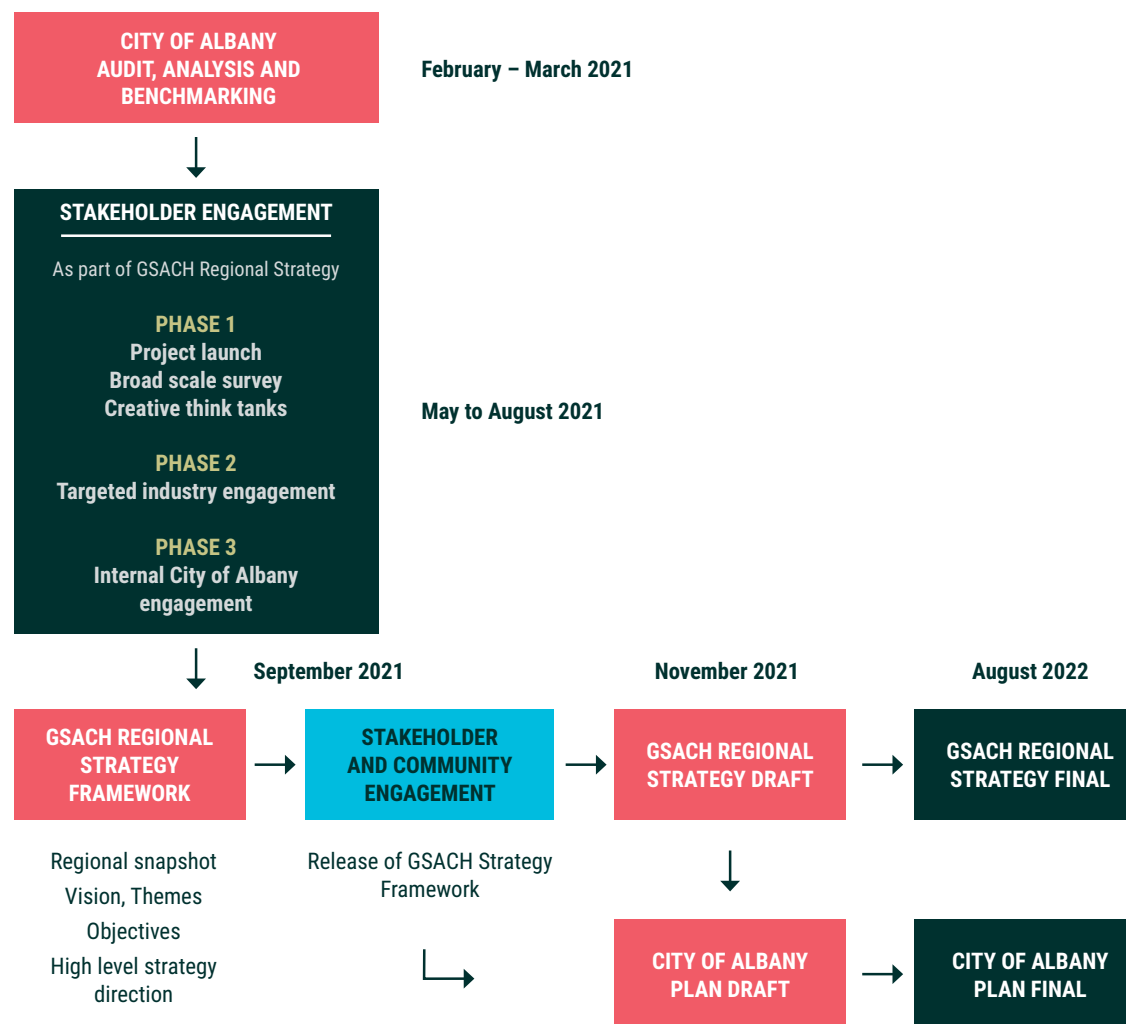 CITY OF ALBANY
AUDIT, ANALYSIS AND
BENCHMARKING
February – March 2021
STAKEHOLDER ENGAGEMENT
As part of GSACH Regional Strategy
PHASE 1
Project launch
Broad scale survey
Creative think tanks
May to August 2021
PHASE 2
Targeted industry engagement
PHASE 3
Internal City of Albany
engagement
September 2021
November 2021
August 2022
GSACH REGIONAL
STRATEGY
FRAMEWORK
STAKEHOLDER
AND COMMUNITY
ENGAGEMENT
GSACH REGIONAL
STRATEGY DRAFT
GSACH REGIONAL
STRATEGY FINAL
Regional snapshot
Vision, Themes
Objectives
High level strategy
direction
Release of GSACH Strategy
Framework
CITY OF ALBANY
PLAN DRAFT
CITY OF ALBANY
PLAN FINAL